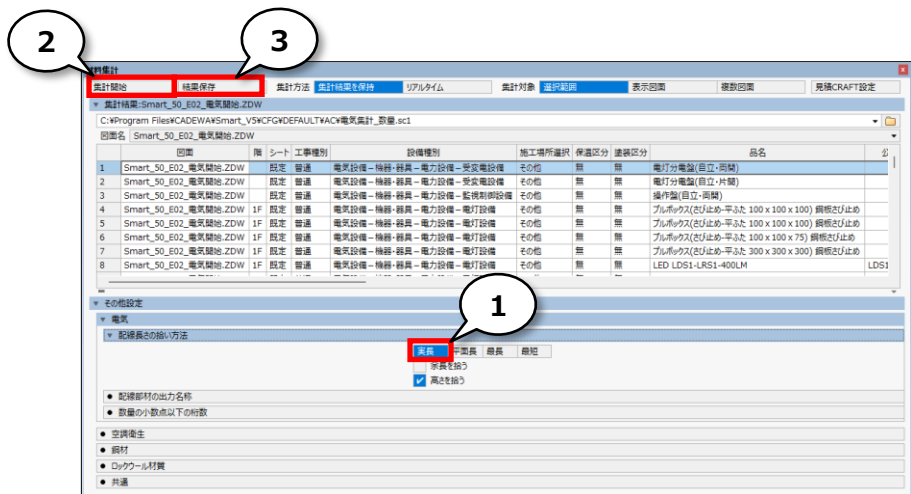 2
3
材料集計
集計開始 結果保存 集計方法 集計結果を保持 リアルタイム 集計対象 選択範囲 表示図面 複数図面 見積CRAFT設定
集計結果:Smart_50_E02_電気開始.ZDW
C:¥Program Files¥CADEWA¥Smart_V5¥CFG¥DEFAULT¥AC¥電気集計_数量.sc1
図面名 Smart_50_E02_電気開始.ZDW
図面 階 シート 工事種別 設備種別 施工場所選択 保温区分 塗装区分 品名
1 Smart_50_E02_電気開始.ZDW 既定 普通 電気設備－機器・器具－電力設備－受変電設備 その他 無 無 電灯分電盤(自立・両開)
2 Smart_50_E02_電気開始.ZDW 既定 普通 電気設備－機器・器具－電力設備－受変電設備 その他 無 無 電灯分電盤(自立・片開)
3 Smart_50_E02_電気開始.ZDW 既定 普通 電気設備－機器・器具－電力設備－監視制御設備 その他 無 無 操作盤(自立・両開)
4 Smart_50_E02_電気開始.ZDW 1F 既定 普通 電気設備－機器・器具－電力設備－電灯設備 その他 無 無 プルボックス(さび止め-平ふた 100 x 100 x 100) 鋼板さび止め
5 Smart_50_E02_電気開始.ZDW 1F 既定 普通 電気設備－機器・器具－電力設備－電灯設備 その他 無 無 プルボックス(さび止め-平ふた 100 x 100 x 100) 鋼板さび止め
6 Smart_50_E02_電気開始.ZDW 1F 既定 普通 電気設備－機器・器具－電力設備－電灯設備 その他 無 無 プルボックス(さび止め-平ふた 100 x 100 x 75) 鋼板さび止め
7 Smart_50_E02_電気開始.ZDW 1F 既定 普通 電気設備－機器・器具－電力設備－電灯設備 その他 無 無 プルボックス(さび止め-平ふた 300 x 300 x 300) 鋼板さび止め
8 Smart_50_E02_電気開始.ZDW 1F 既定 普通 電気設備－機器・器具－電力設備－電灯設備 その他 無 無 LED LDS1-LRS1-400LM LDS1
1
その他設定
電気
配線長さの拾い方法
実長 平面長 最長 最短
余長を拾う
高さを拾う
配線部材の出力名称
数量の小数点以下の桁数
空調衛生
鋼材
ロックウール材質
共通